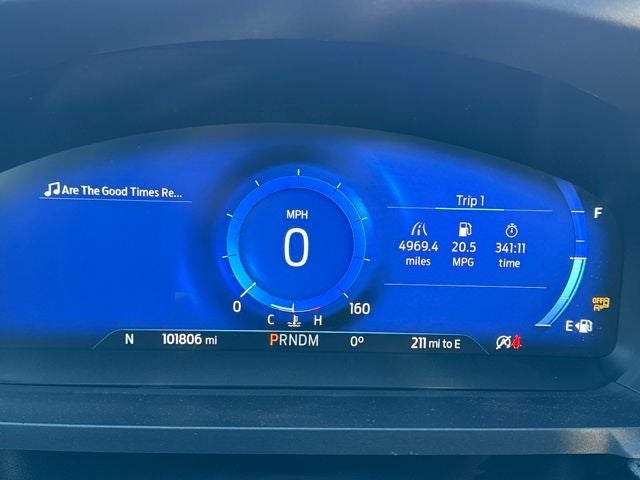 Are The Good Times Re...
MPH
0
0
160
C
H
Trip 1
4969.4
miles
20.5
MPG
341:11
time
F
OFF
E
N
101806 mi
PRNDM
0°
211 mi to E